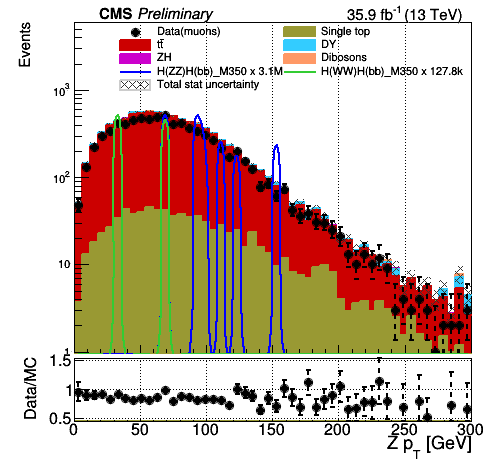 CMS Preliminary 35.9 fb⁻¹ (13 TeV)
Data(muons) Single top
tt̄ DY
ZH Dibosons
H(ZZ)H(bb)_M350 x 3.1M H(WW)H(bb)_M350 x 127.8k
Total stat uncertainty
Events
10³
10²
10
1
Data/MC
1.5
1
0.5
0 50 100 150 200 250 300
Z p_T [GeV]